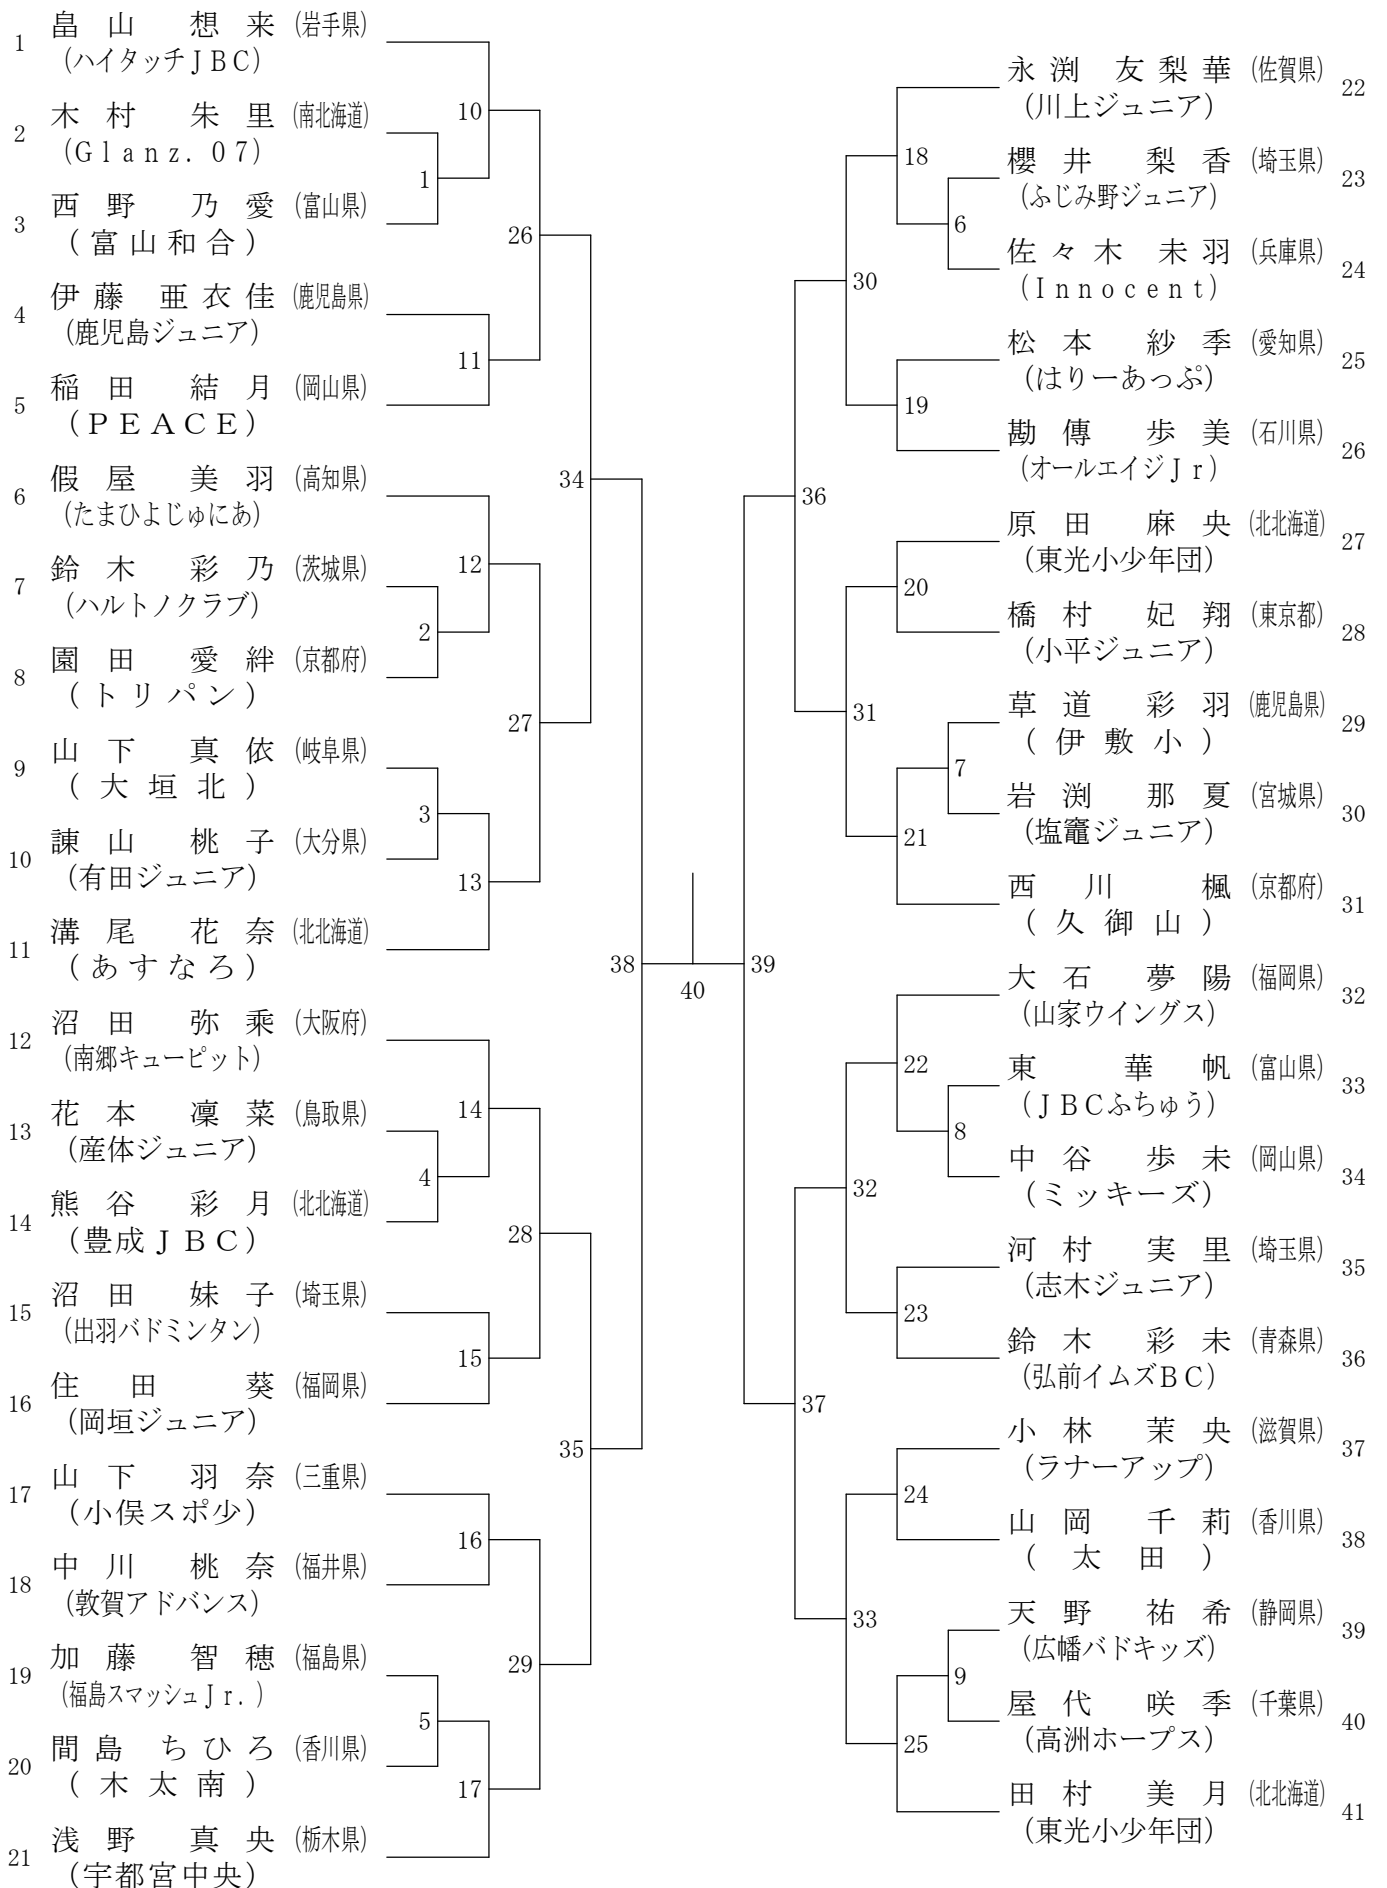 1 畠山 想来 (岩手県)
(ハイタッチJBC)
2 木村 朱里 (南北海道)
(Glanz.07)
3 西野 乃愛 (富山県)
(富山和合)
4 伊藤 亜衣佳 (鹿児島県)
(鹿児島ジュニア)
5 稲田 結月 (岡山県)
(PEACE)
6 假屋 美羽 (高知県)
(たまひよじゅにあ)
7 鈴木 彩乃 (茨城県)
(ハルトノクラブ)
8 園田 愛絆 (京都府)
(トリパン)
9 山下 真依 (岐阜県)
(大垣北)
10 諌山 桃子 (大分県)
(有田ジュニア)
11 溝尾 花奈 (北北海道)
(あすなろ)
12 沼田 弥乘 (大阪府)
(南郷キューピット)
13 花本 凜菜 (鳥取県)
(産体ジュニア)
14 熊谷 彩月 (北北海道)
(豊成JBC)
15 沼田 妹子 (埼玉県)
(出羽バドミンタン)
16 住田 葵 (福岡県)
(岡垣ジュニア)
17 山下 羽奈 (三重県)
(小俣スポ少)
18 中川 桃奈 (福井県)
(敦賀アドバンス)
19 加藤 智穂 (福島県)
(福島スマッシュJr.)
20 間島 ちひろ (香川県)
(木太南)
21 浅野 真央 (栃木県)
(宇都宮中央)
1
2
3
4
5
10
11
12
13
14
15
16
17
26
27
28
29
34
35
38
40
39
36
37
30
31
32
33
18
19
20
21
22
23
24
25
6
7
8
9
永渕 友梨華 (佐賀県) 22
(川上ジュニア)
櫻井 梨香 (埼玉県) 23
(ふじみ野ジュニア)
佐々木 未羽 (兵庫県) 24
(Innocent)
松本 紗季 (愛知県) 25
(はりーあっぷ)
勘傳 歩美 (石川県) 26
(オールエイジJr)
原田 麻央 (北北海道) 27
(東光小少年団)
橋村 妃翔 (東京都) 28
(小平ジュニア)
草道 彩羽 (鹿児島県) 29
(伊敷小)
岩渕 那夏 (宮城県) 30
(塩竈ジュニア)
西川 楓 (京都府) 31
(久御山)
大石 夢陽 (福岡県) 32
(山家ウイングス)
東 華帆 (富山県) 33
(JBCふちゅう)
中谷 歩未 (岡山県) 34
(ミッキーズ)
河村 実里 (埼玉県) 35
(志木ジュニア)
鈴木 彩未 (青森県) 36
(弘前イムズBC)
小林 茉央 (滋賀県) 37
(ラナーアップ)
山岡 千莉 (香川県) 38
(太田)
天野 祐希 (静岡県) 39
(広幡バドキッズ)
屋代 咲季 (千葉県) 40
(高洲ホープス)
田村 美月 (北北海道) 41
(東光小少年団)